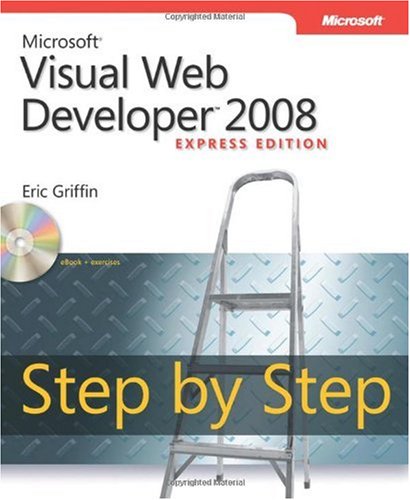 Copyrighted Material
Microsoft
Microsoft®
Visual Web
Developer™ 2008
EXPRESS EDITION
Eric Griffin
eBook + exercises
Step by Step
Copyrighted Material